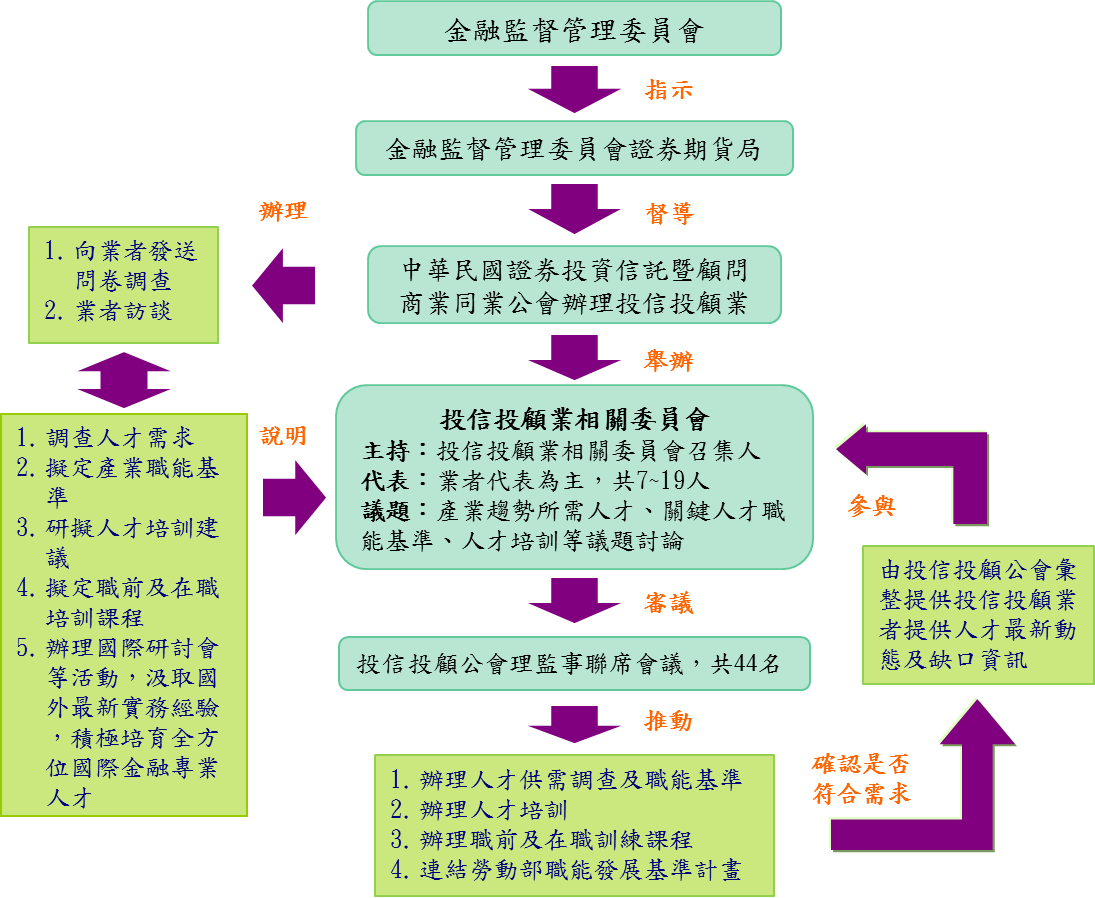 金融監督管理委員會
指示
金融監督管理委員會證券期貨局
督導
辦理
1. 向業者發送
問卷調查
2. 業者訪談
中華民國證券投資信託暨顧問
商業同業公會辦理投信投顧業
舉辦
1. 調查人才需求
2. 擬定產業職能基
準
3. 研擬人才培訓建
議
4. 擬定職前及在職
培訓課程
5. 辦理國際研討會
等活動，汲取國
外最新實務經驗
，積極培育全方
位國際金融專業
人才
說明
投信投顧業相關委員會
主持：投信投顧業相關委員會召集人
代表：業者代表為主，共7~19人
議題：產業趨勢所需人才、關鍵人才職
能基準、人才培訓等議題討論
參與
由投信投顧公會彙
整提供投信投顧業
者提供人才最新動
態及缺口資訊
審議
投信投顧公會理監事聯席會議，共44名
推動
1. 辦理人才供需調查及職能基準
2. 辦理人才培訓
3. 辦理職前及在職訓練課程
4. 連結勞動部職能發展基準計畫
確認是否
符合需求